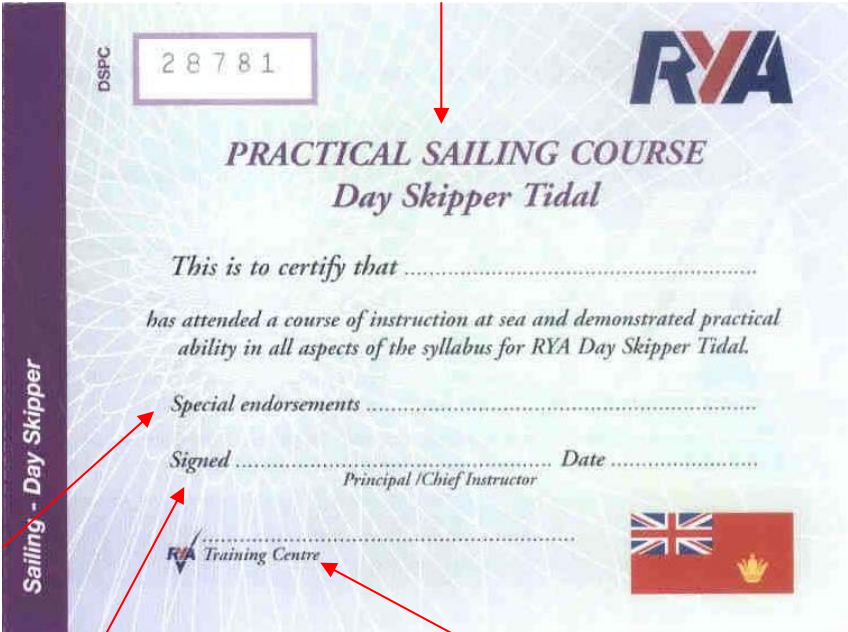 DSPC
28781
RYA
PRACTICAL SAILING COURSE
Day Skipper Tidal
This is to certify that ........................................................
has attended a course of instruction at sea and demonstrated practical
ability in all aspects of the syllabus for RYA Day Skipper Tidal.
Special endorsements ........................................................
Signed ........................................................ Date ........................
Principal /Chief Instructor
RYA Training Centre
Sailing - Day Skipper